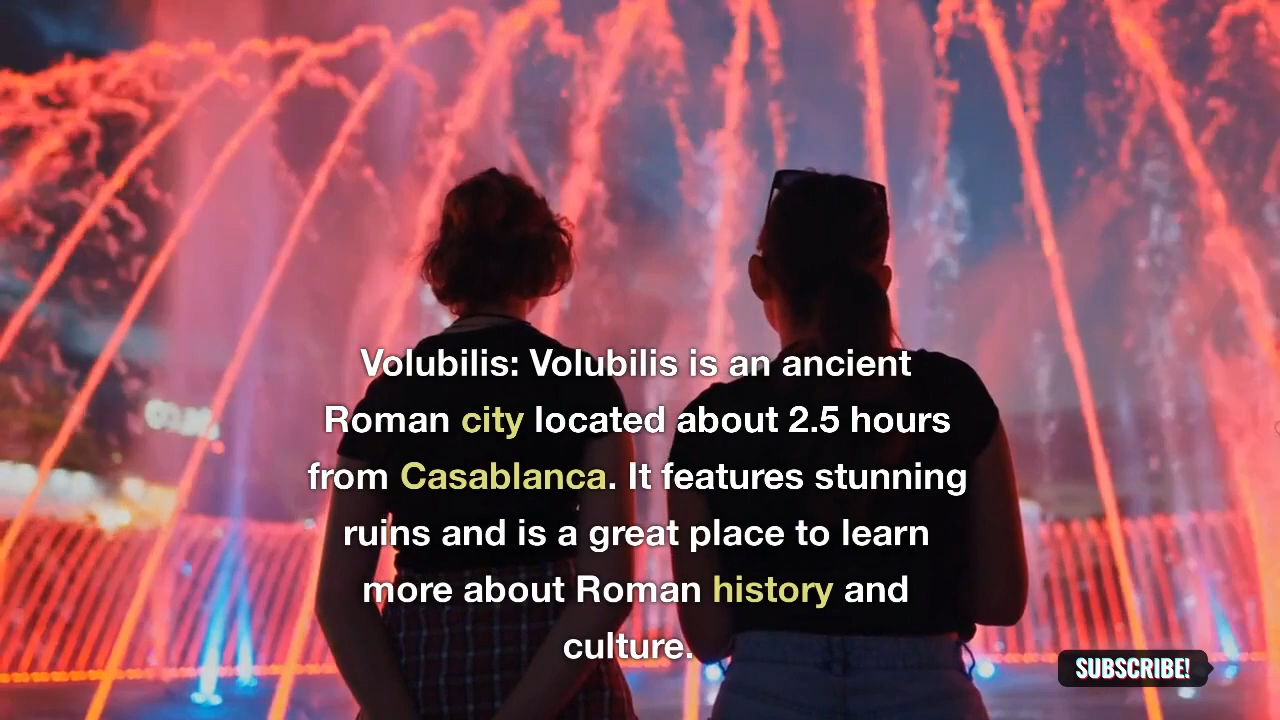 Volubilis: Volubilis is an ancient
Roman city located about 2.5 hours
from Casablanca. It features stunning
ruins and is a great place to learn
more about Roman history and
culture.
SUBSCRIBE!